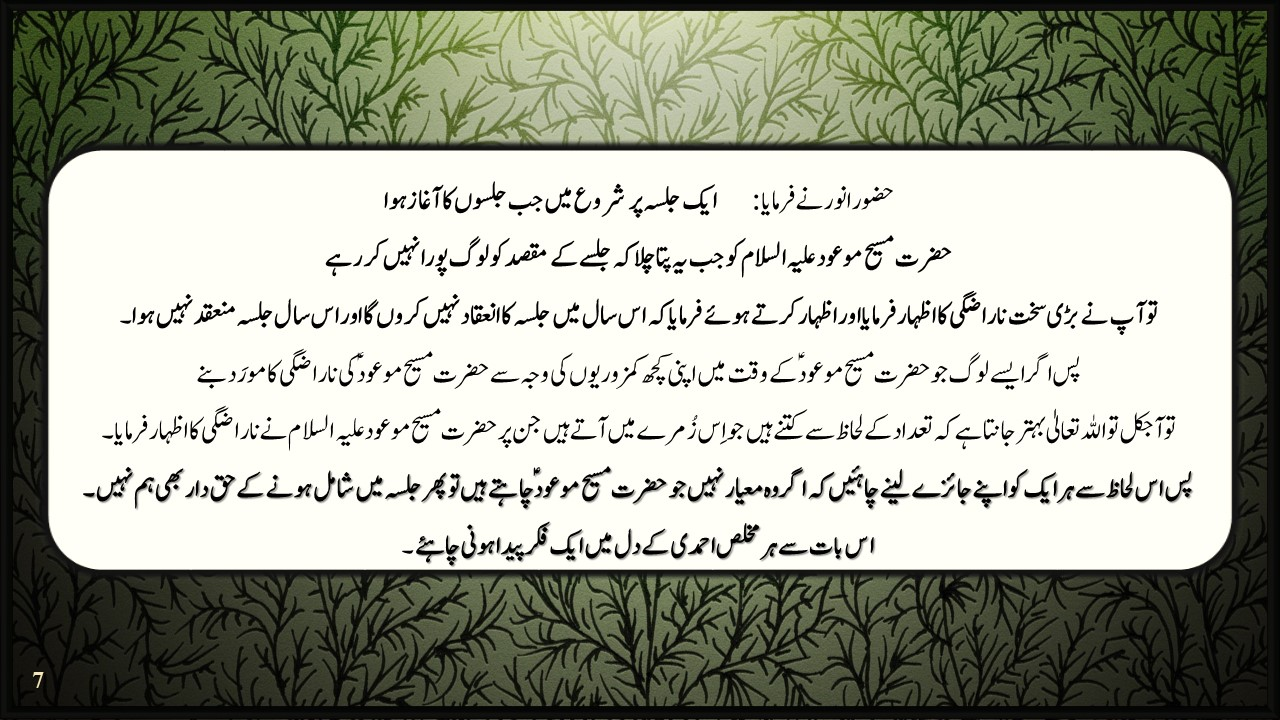 حضور انور نے فرمایا: ایک جلسہ پر شروع میں جب جلسوں کا آغاز ہوا
حضرت مسیح موعود علیہ السلام کو جب یہ پتا چلا کہ جلسے کے مقصد کو لوگ پورا نہیں کر رہے
تو آپ نے بڑی سخت ناراضگی کا اظہار فرمایا اور اظہار کرتے ہوئے فرمایا کہ اس سال میں جلسہ کا انعقاد نہیں کروں گا اور اس سال جلسہ منعقد نہیں ہوا۔
پس اگر ایسے لوگ جو حضرت مسیح موعودؑ کے وقت میں اپنی کچھ کمزوریوں کی وجہ سے حضرت مسیح موعودؑ کی ناراضگی کا مورَد بنے
تو آجکل تو اللہ تعالیٰ بہتر جانتا ہے کہ تعداد کے لحاظ سے کتنے ہیں جو اِس زُمرے میں آتے ہیں جن پر حضرت مسیح موعود علیہ السلام نے ناراضگی کا اظہار فرمایا۔
پس اس لحاظ سے ہر ایک کو اپنے جائزے لینے چاہئیں کہ اگر وہ معیار نہیں جو حضرت مسیح موعودؑ چاہتے ہیں تو پھر جلسہ میں شامل ہونے کے حق دار بھی ہم نہیں۔
اس بات سے ہر مخلص احمدی کے دل میں ایک فکر پیدا ہونی چاہئے۔
7